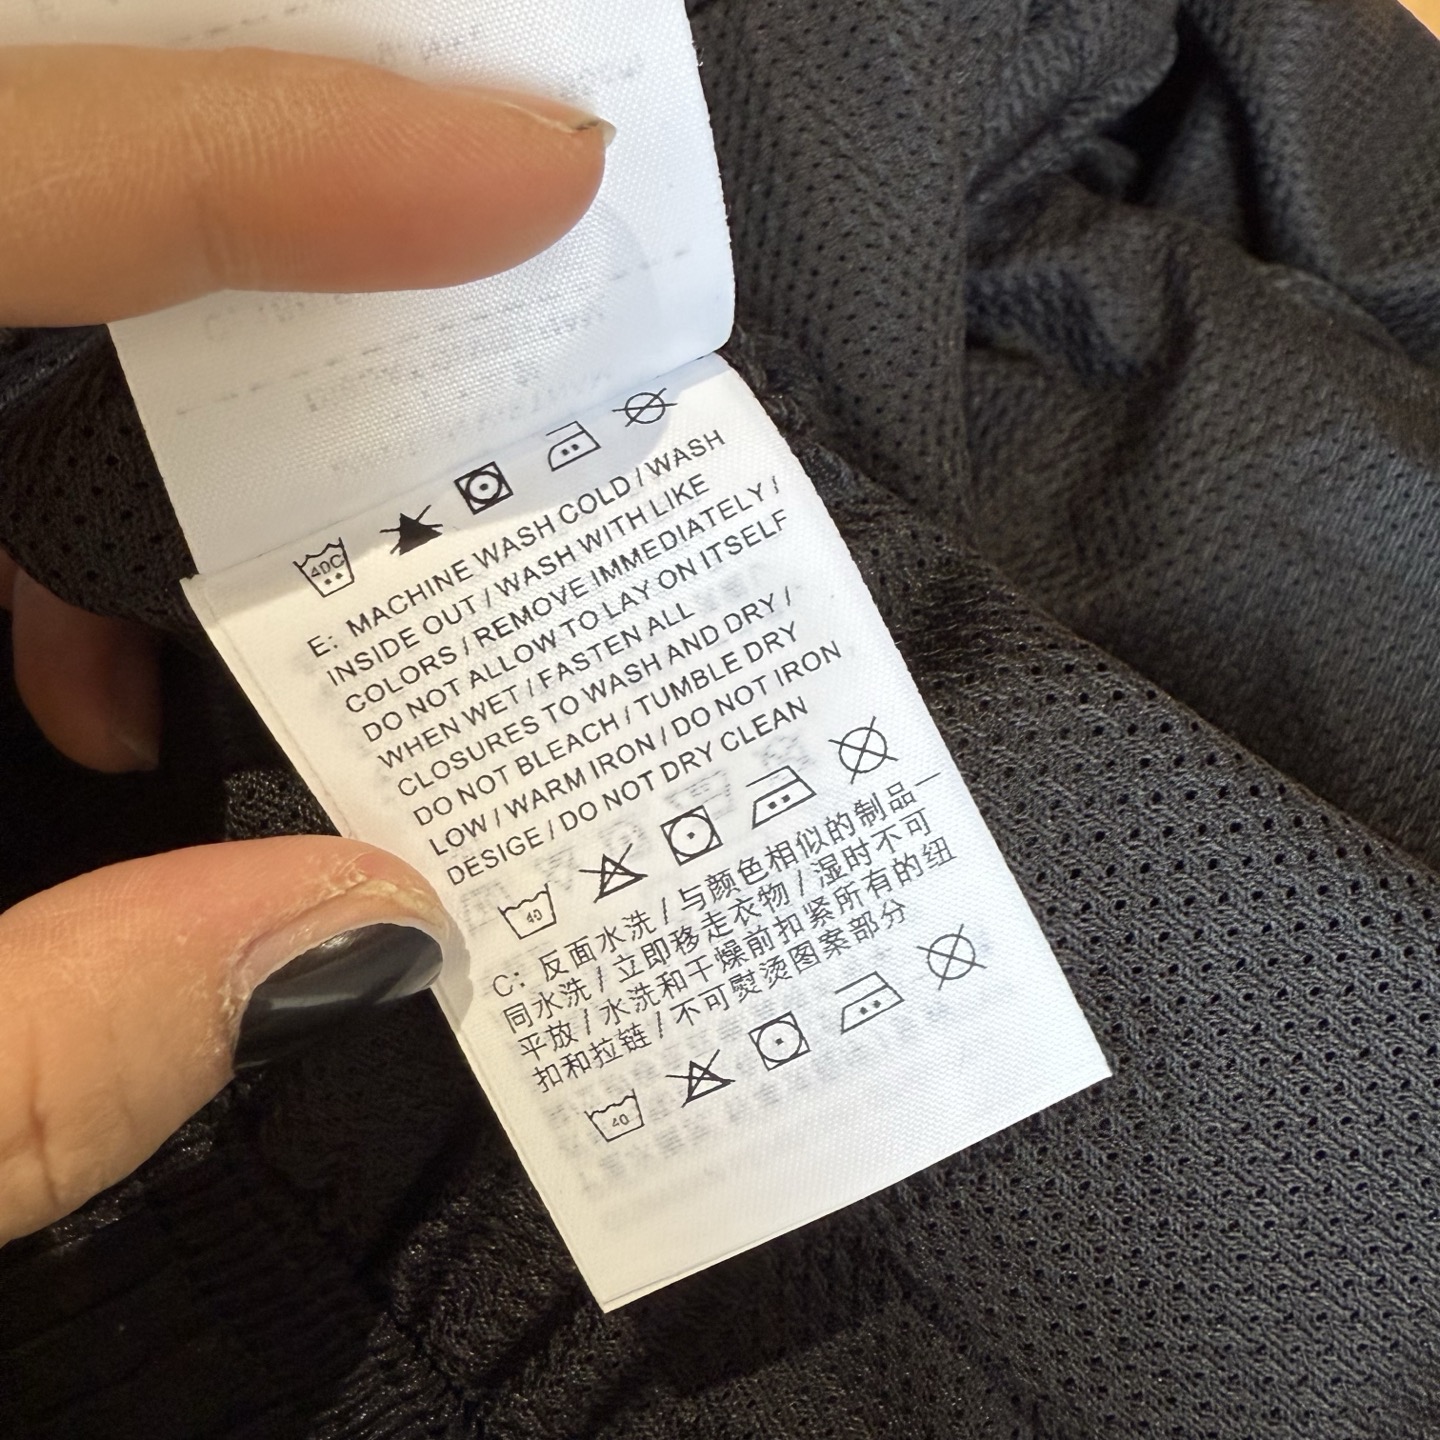 40C
E: MACHINE WASH COLD / WASH
INSIDE OUT / WASH WITH LIKE
COLORS / REMOVE IMMEDIATELY /
DO NOT ALLOW TO LAY ON ITSELF
WHEN WET / FASTEN ALL
CLOSURES TO WASH AND DRY /
DO NOT BLEACH / TUMBLE DRY
LOW / WARM IRON / DO NOT IRON
DESIGE / DO NOT DRY CLEAN
40
C: 反面水洗 / 与颜色相似的制品一
同水洗 / 立即移走衣物 / 湿时不可
平放 / 水洗和干燥前扣紧所有的纽
扣和拉链 / 不可熨烫图案部分
40